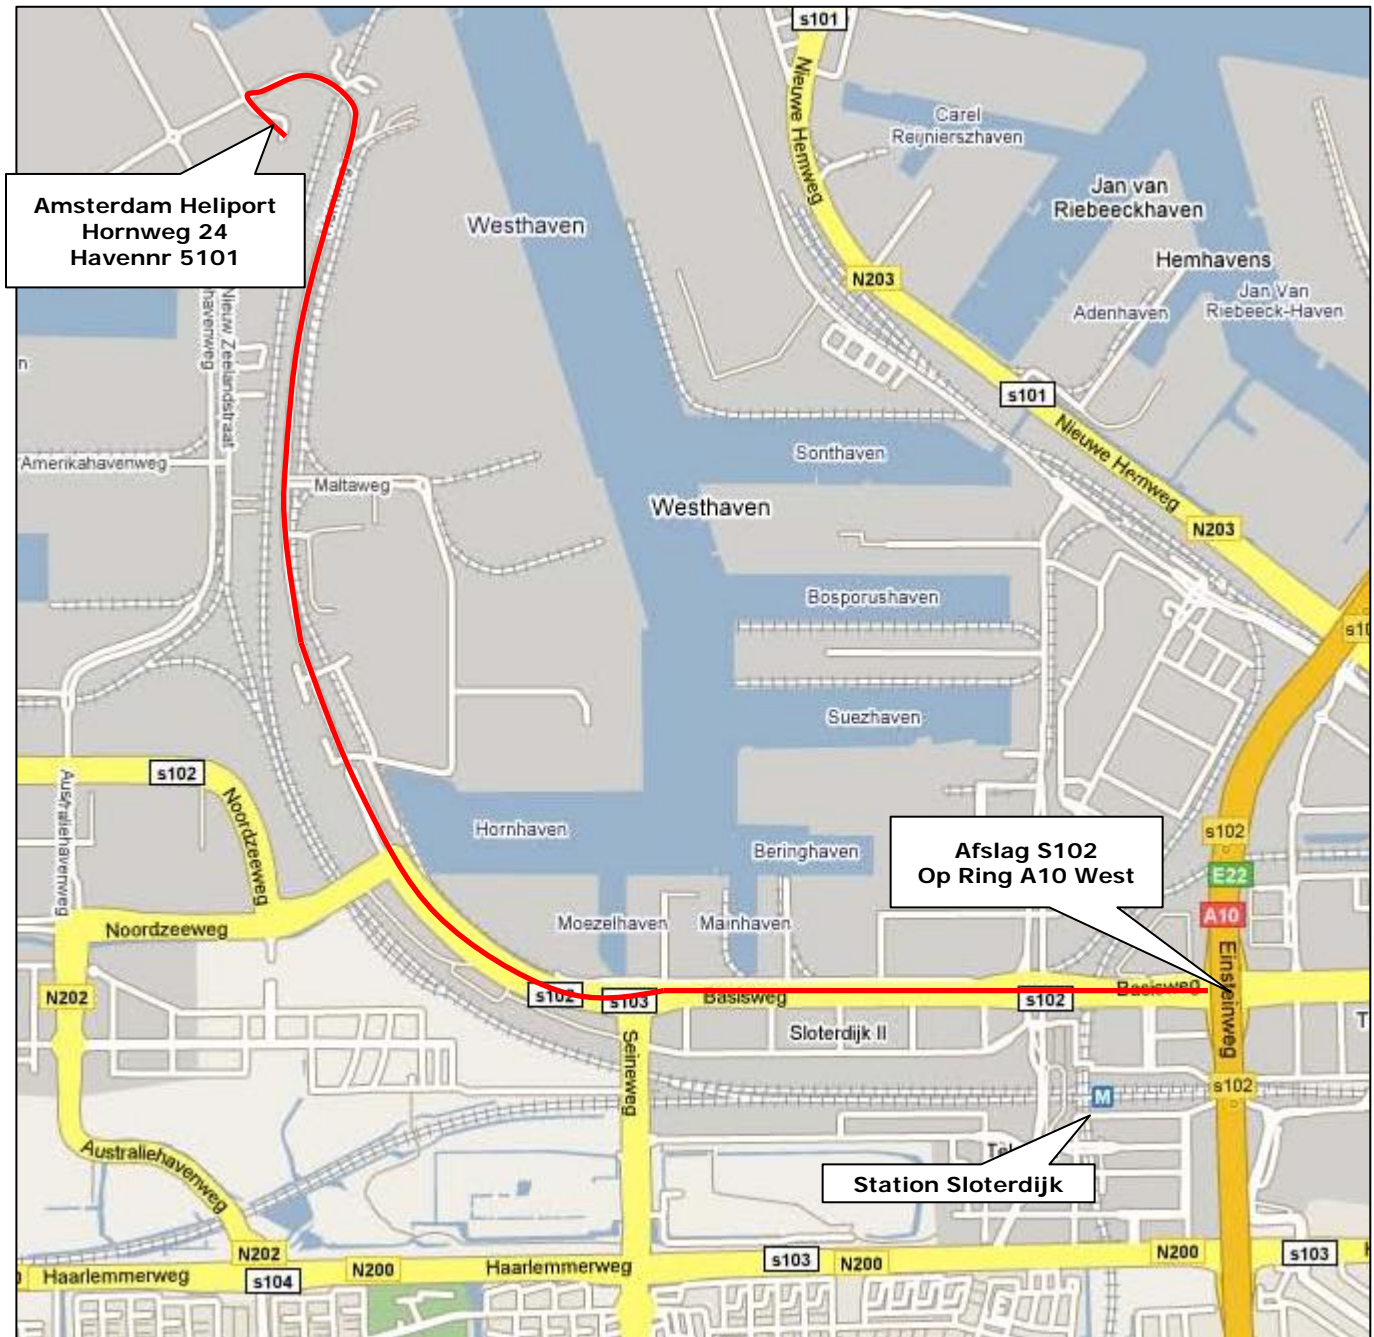 s101
Nieuwe Hemweg
Carel
Reijnierszhaven
Jan van
Riebeeckhaven
Amsterdam Heliport
Hornweg 24
Havennr 5101
Westhaven
Hemhavens
N203
Jan Van
Riebeeck-Haven
Adenhaven
havenweg
Nieuw Zeelandstraat
n
s101
Nieuwe Hemweg
Sonthaven
Amerikahavenweg
Maltaweg
Westhaven
N203
Bosporushaven
s10
Suezhaven
s102
Australiehavenweg
Noordzeeweg
Hornhaven
Beringhaven
s102
Afslag S102
Op Ring A10 West
E22
A10
Moezelhaven
Mainhaven
Noordzeeweg
Einsteinweg
N202
s102
s103
Basisweg
s102
Basisweg
T
Sloterdijk II
Seineweg
s102
M
Australiehavenweg
Tel
Station Sloterdijk
N202
s103
N200
N200
s103
Haarlemmerweg
s104
N200
Haarlemmerweg